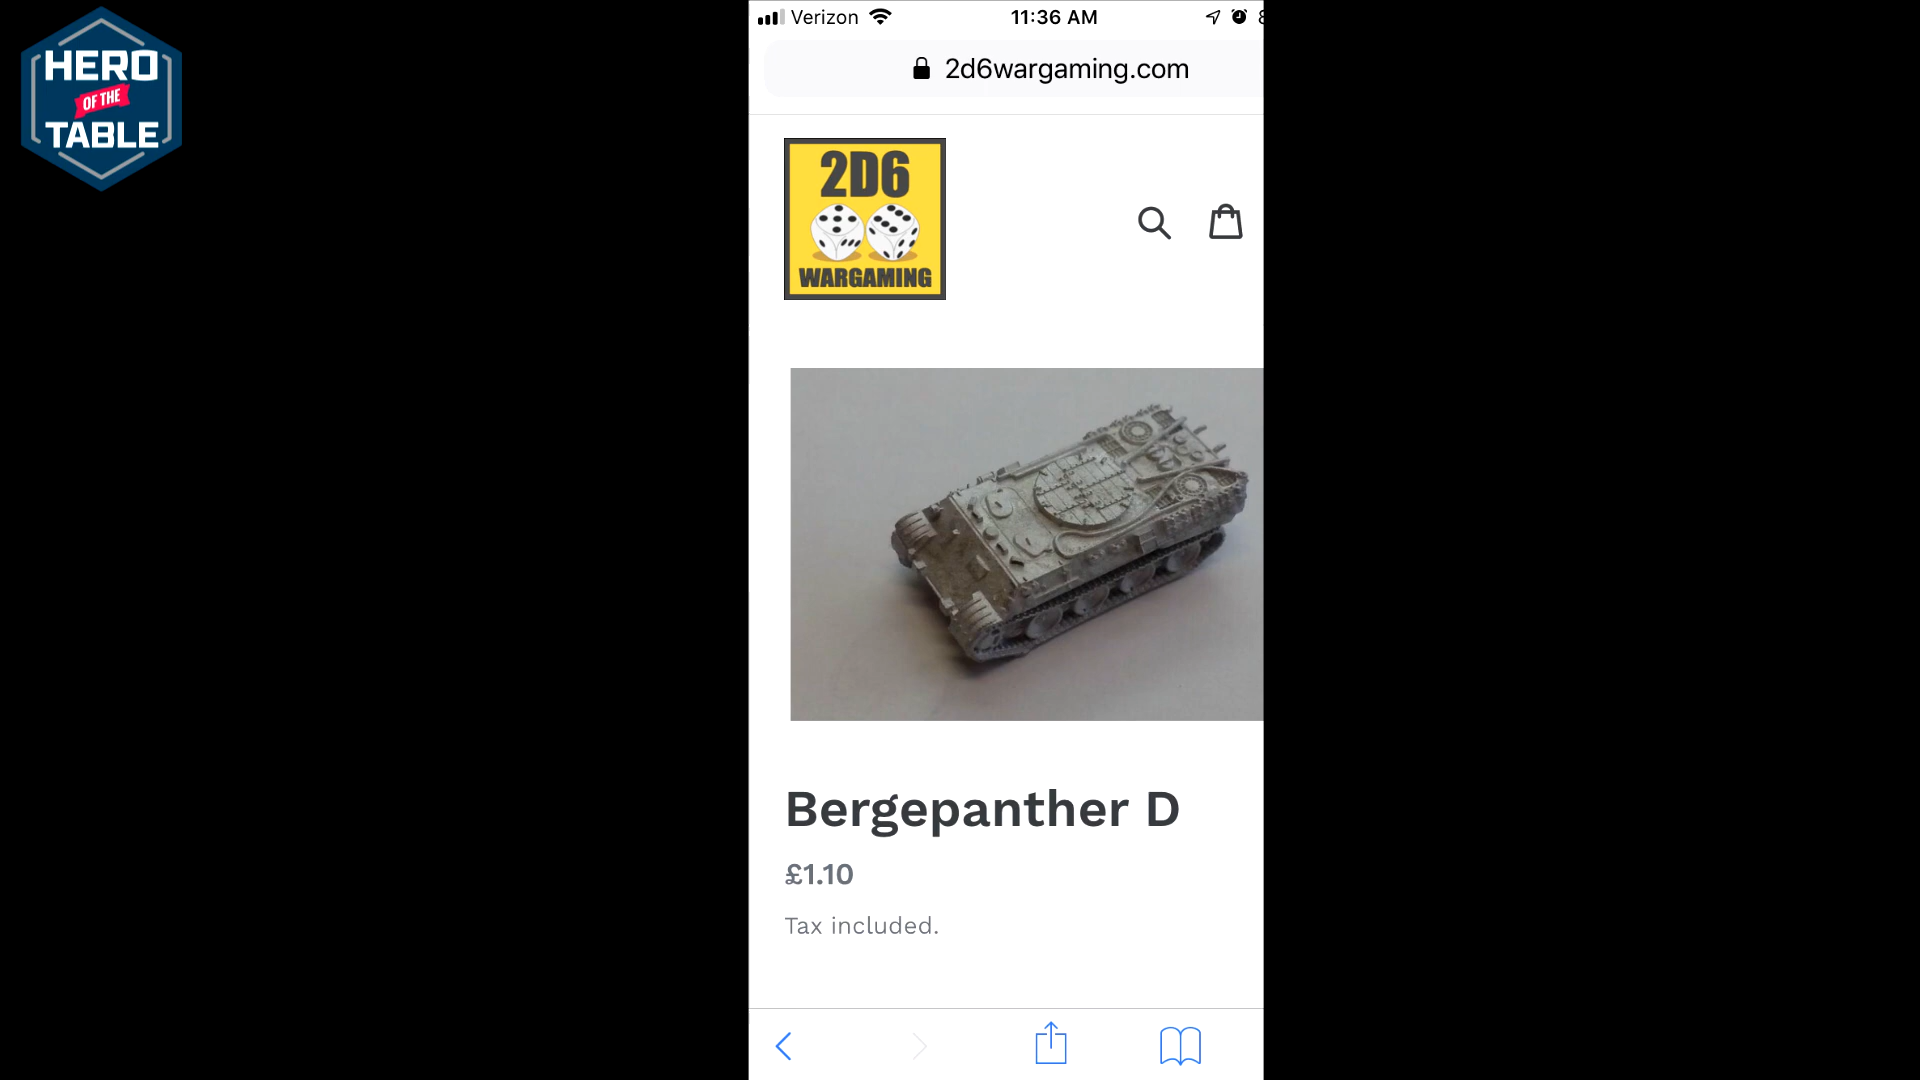 HERO
OF THE
TABLE
Verizon
11:36 AM
2d6wargaming.com
2D6
WARGAMING
Bergepanther D
£1.10
Tax included.